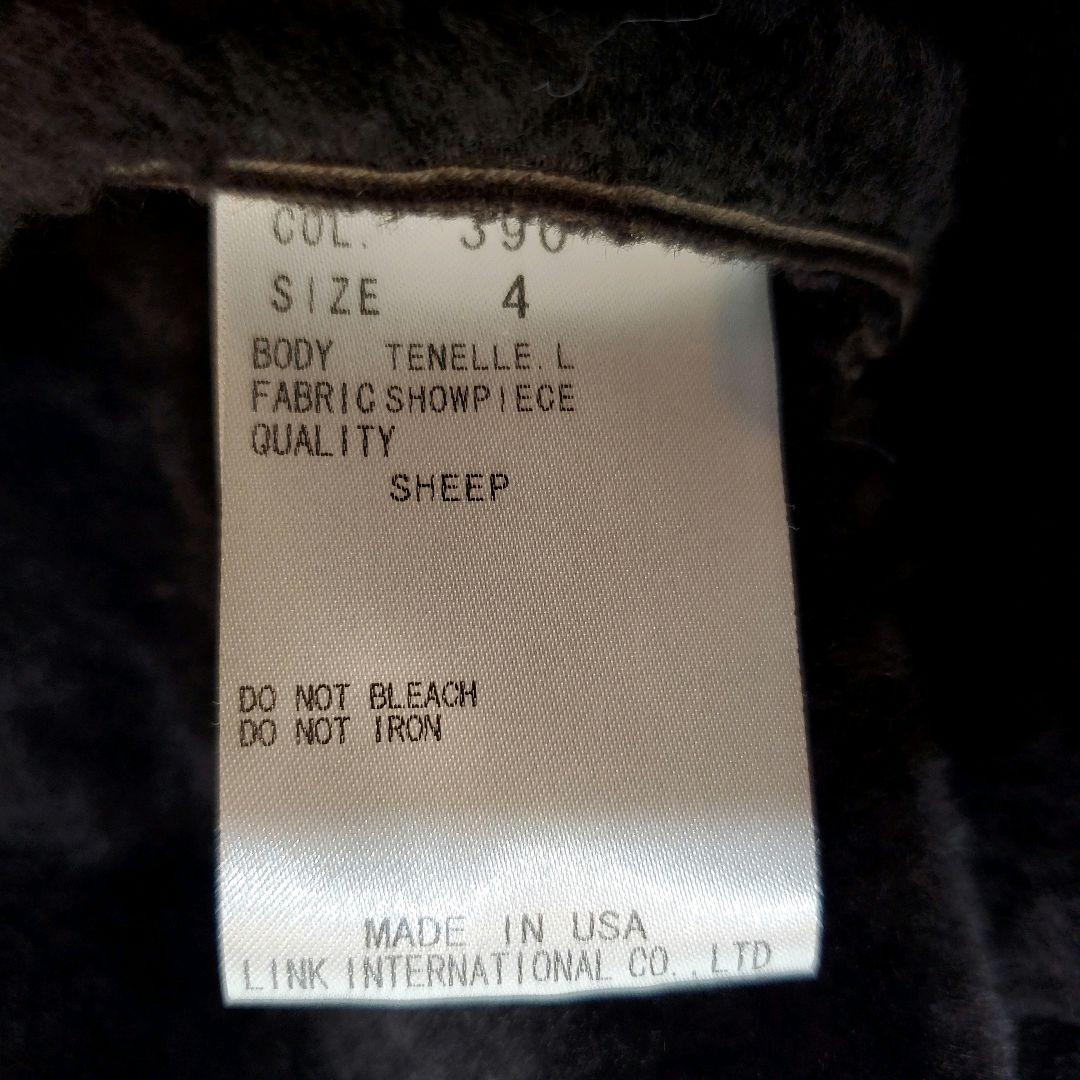 COL. 396
SIZE 4
BODY TENELLE.L
FABRIC SHOWPIECE
QUALITY
SHEEP
DO NOT BLEACH
DO NOT IRON
MADE IN USA
LINK INTERNATIONAL CO.,LTD